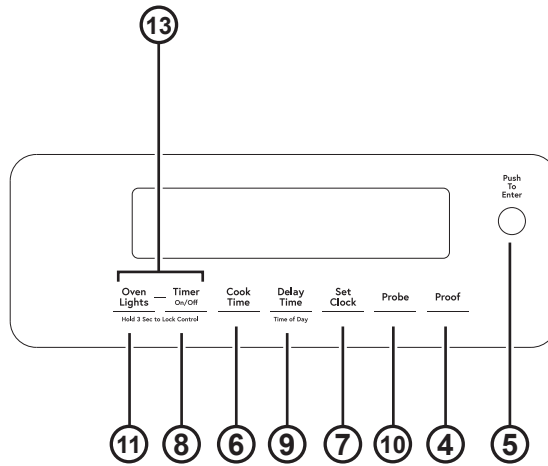 13
Push
To
Enter
Oven
Lights
Timer
On/Off
Hold 3 Sec to Lock Control
Cook
Time
Delay
Time
Time of Day
Set
Clock
Probe
Proof
11
8
6
9
7
10
4
5